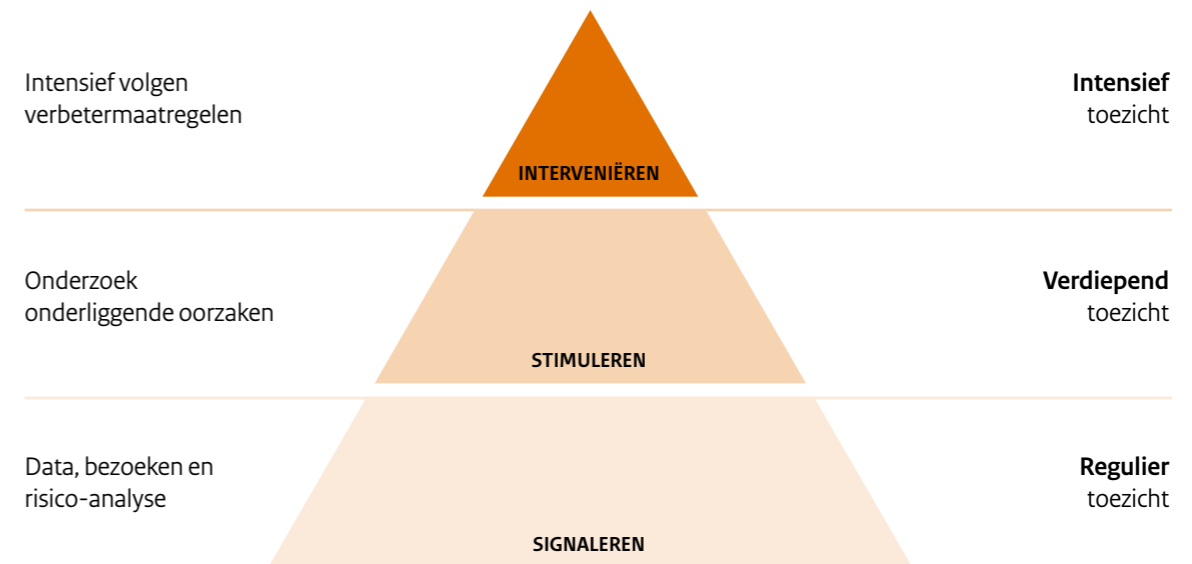 Intensief volgen
verbetermaatregelen
INTERVENIËREN
Intensief
toezicht
Onderzoek
onderliggende oorzaken
STIMULEREN
Verdiepend
toezicht
Data, bezoeken en
risico-analyse
SIGNALEREN
Regulier
toezicht